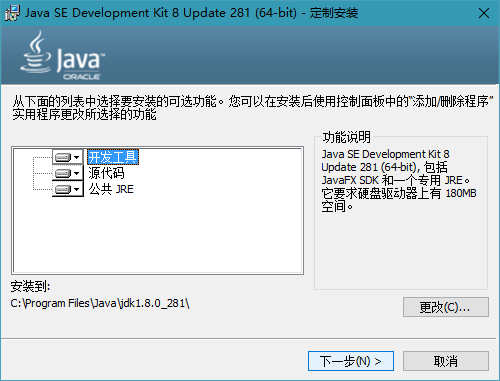 Java SE Development Kit 8 Update 281 (64-bit) - 定制安装
Java
ORACLE
从下面的列表中选择要安装的可选功能。您可以在安装后使用控制面板中的“添加/删除程序”
实用程序更改所选择的功能
开发工具
源代码
公共 JRE
功能说明
Java SE Development Kit 8
Update 281 (64-bit), 包括
JavaFX SDK 和一个专用 JRE。
它要求硬盘驱动器上有 180MB
空间。
安装到:
C:\Program Files\Java\jdk1.8.0_281\
更改(C)...
下一步(N) >
取消